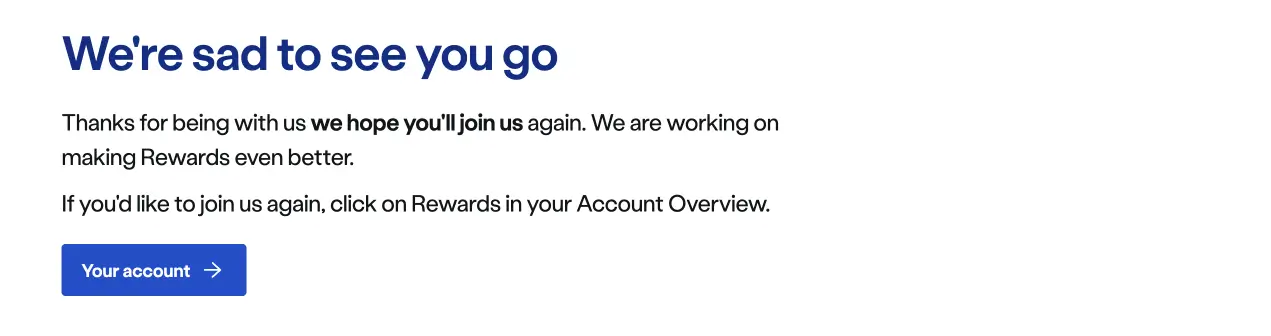 We're sad to see you go
Thanks for being with us we hope you'll join us again. We are working on
making Rewards even better.
If you'd like to join us again, click on Rewards in your Account Overview.
Your account